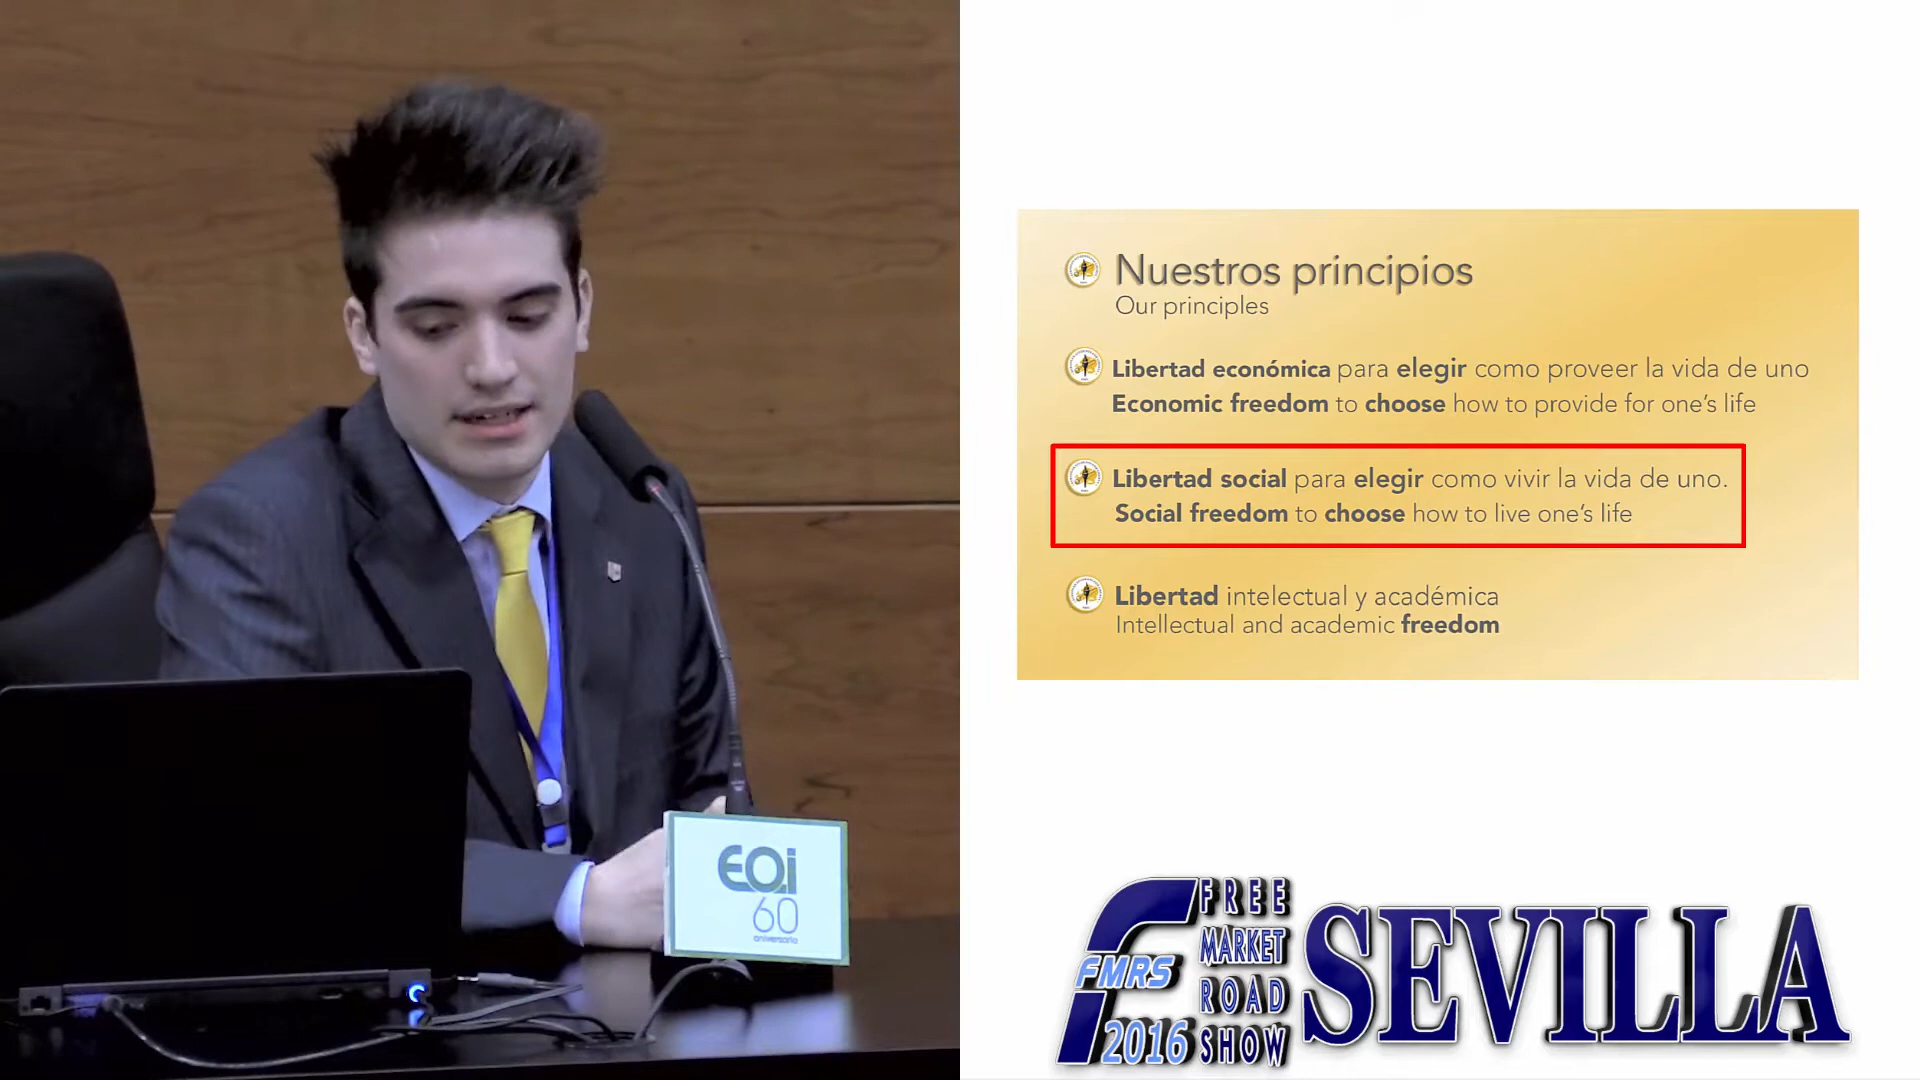 EOi
60
aniversario
Nuestros principios
Our principles
Libertad económica para elegir como proveer la vida de uno
Economic freedom to choose how to provide for one's life
Libertad social para elegir como vivir la vida de uno.
Social freedom to choose how to live one's life
Libertad intelectual y académica
Intellectual and academic freedom
FMRS
2016
FREE
MARKET
ROAD
SHOW
SEVILLA